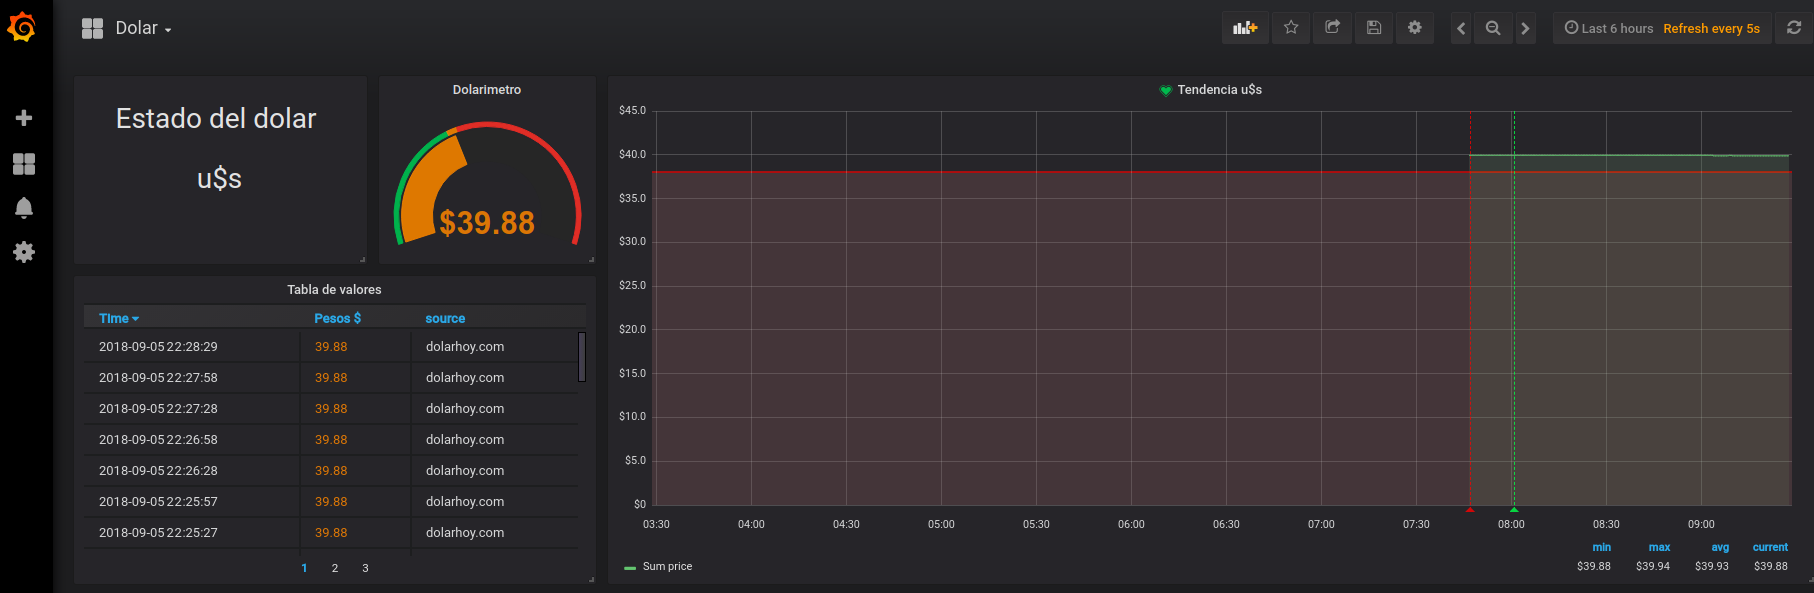 Dolar
Last 6 hours Refresh every 5s
Estado del dolar
u$s
Dolarimetro
$39.88
Tabla de valores
Time Pesos $ source
2018-09-05 22:28:29 39.88 dolarhoy.com
2018-09-05 22:27:58 39.88 dolarhoy.com
2018-09-05 22:27:28 39.88 dolarhoy.com
2018-09-05 22:26:58 39.88 dolarhoy.com
2018-09-05 22:26:28 39.88 dolarhoy.com
2018-09-05 22:25:57 39.88 dolarhoy.com
2018-09-05 22:25:27 39.88 dolarhoy.com
1 2 3
Tendencia u$s
$45.0
$40.0
$35.0
$30.0
$25.0
$20.0
$15.0
$10.0
$5.0
$0
03:30 04:00 04:30 05:00 05:30 06:00 06:30 07:00 07:30 08:00 08:30 09:00
min max avg current
Sum price $39.88 $39.94 $39.93 $39.88